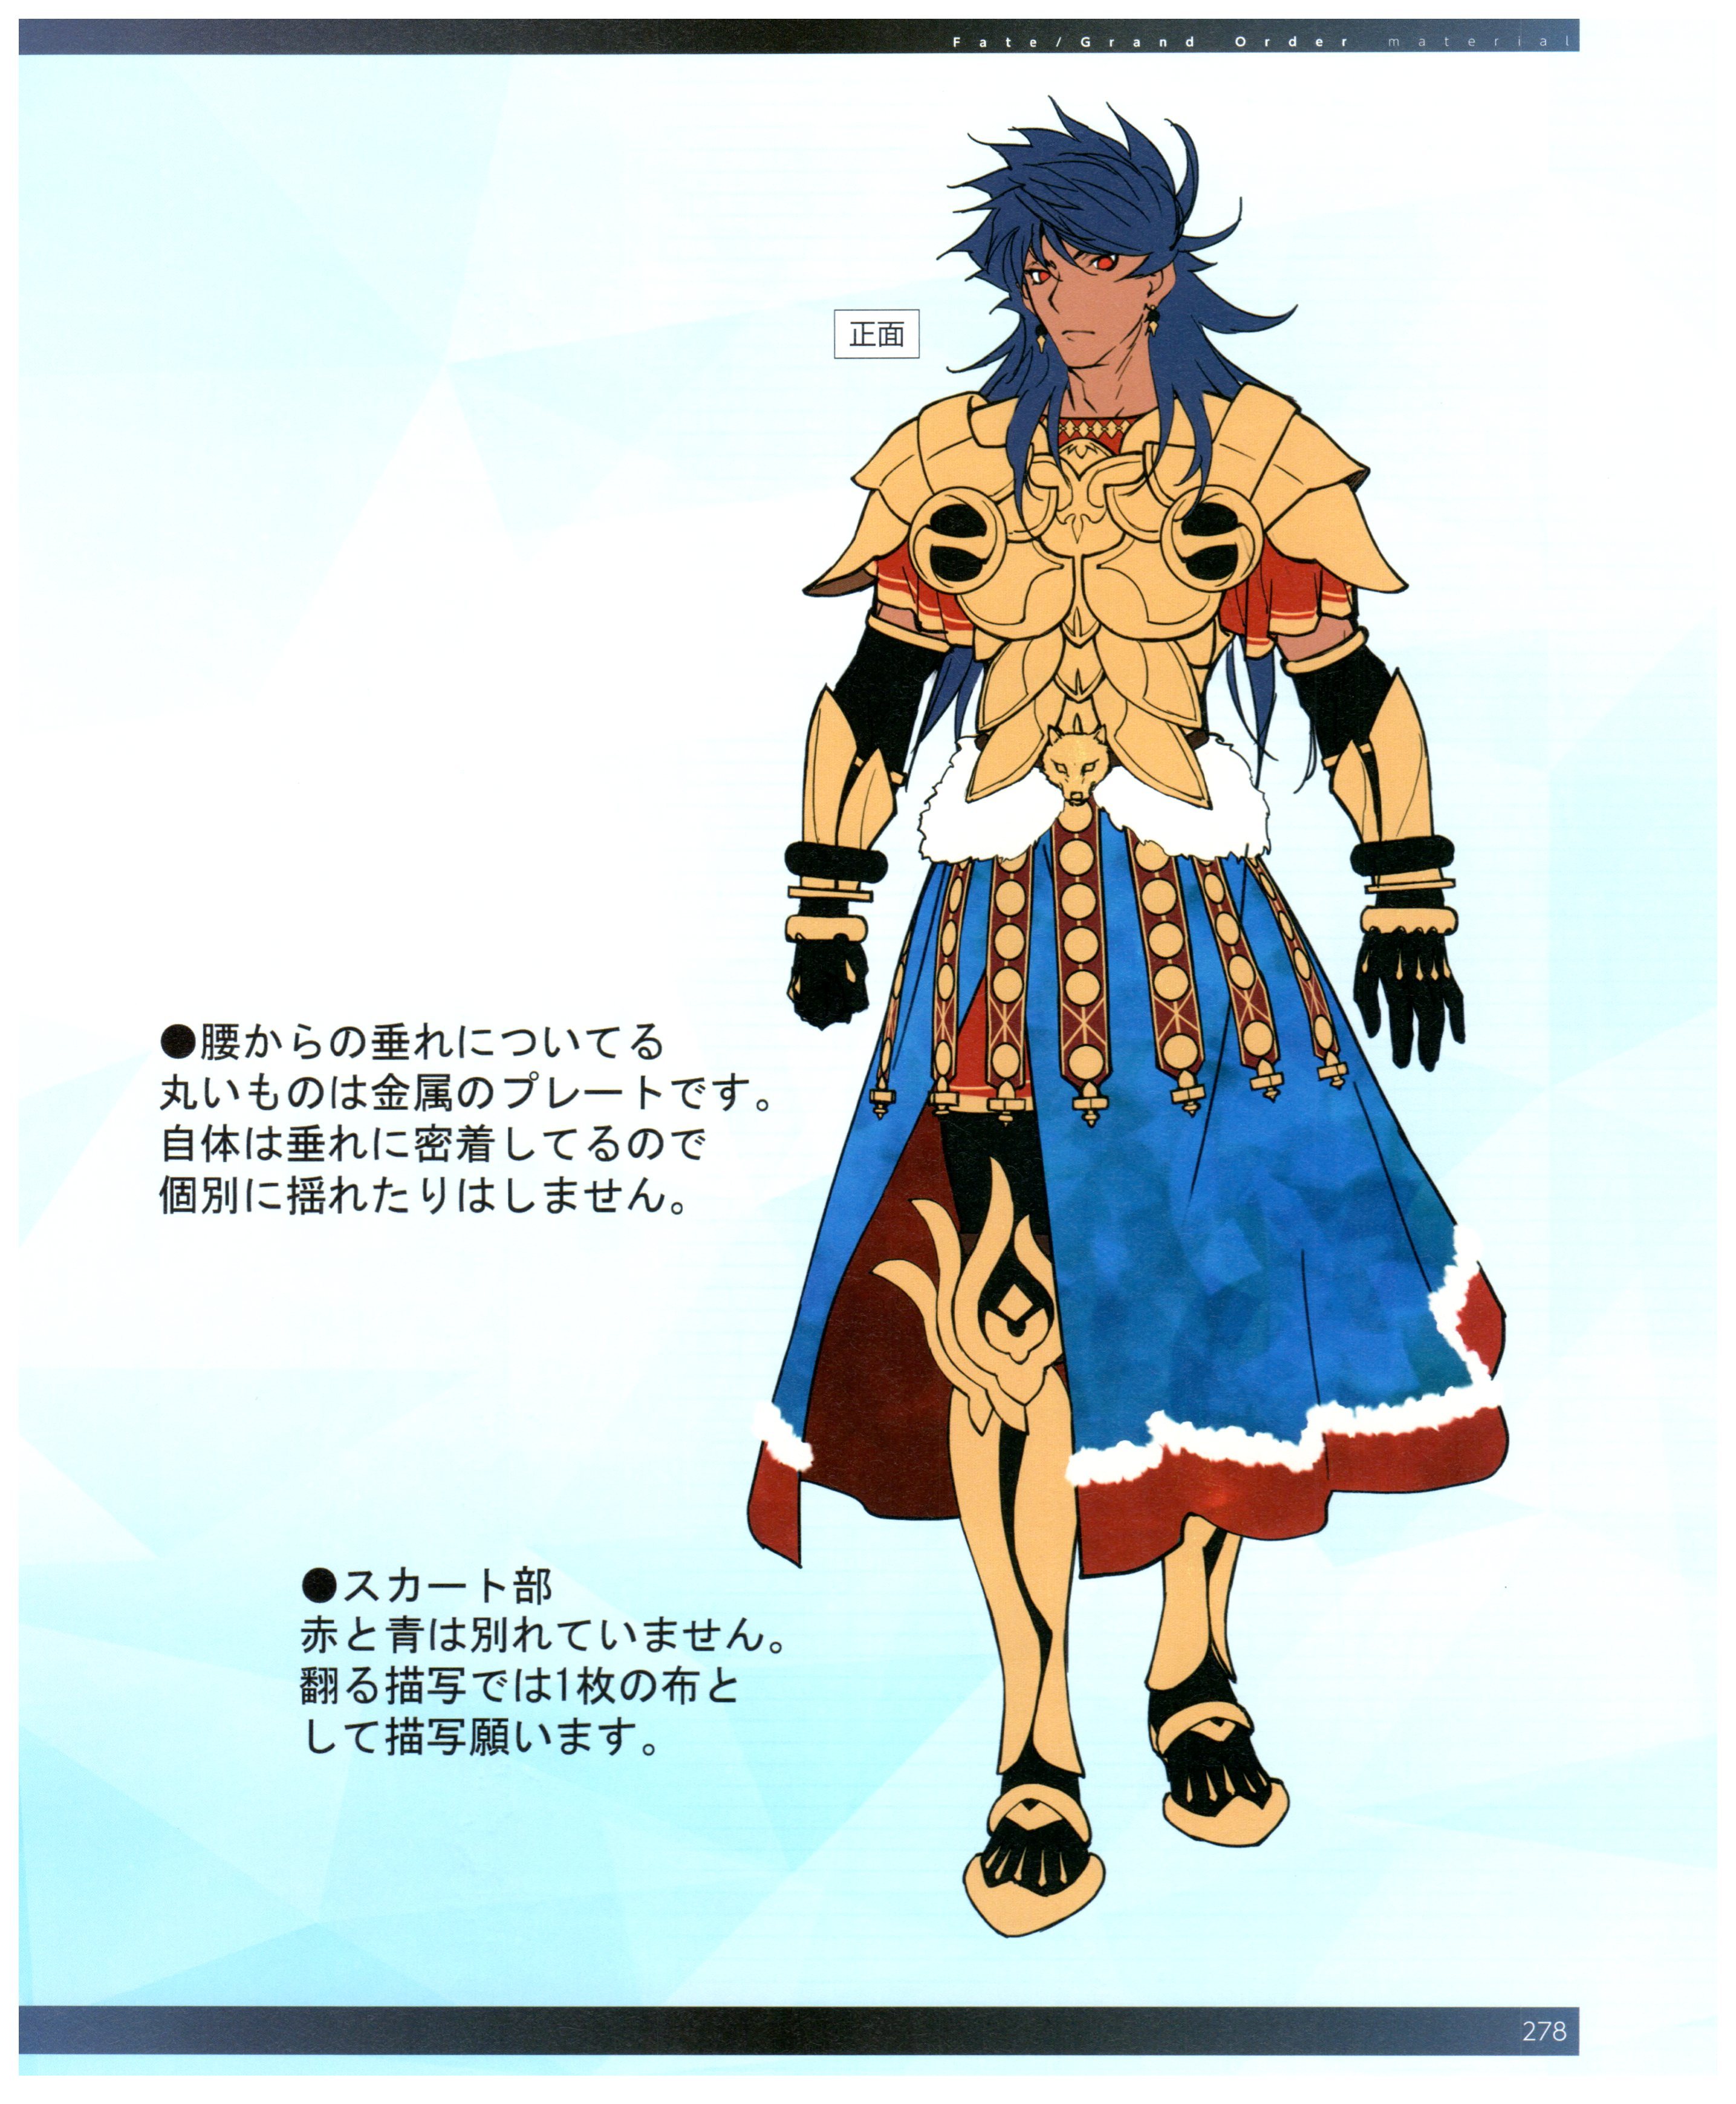 Fate/Grand Order material
正面
●腰からの垂れについてる
丸いものは金属のプレートです。
自体は垂れに密着してるので
個別に揺れたりはしません。
●スカート部
赤と青は別れていません。
翻る描写では1枚の布と
して描写願います。
278